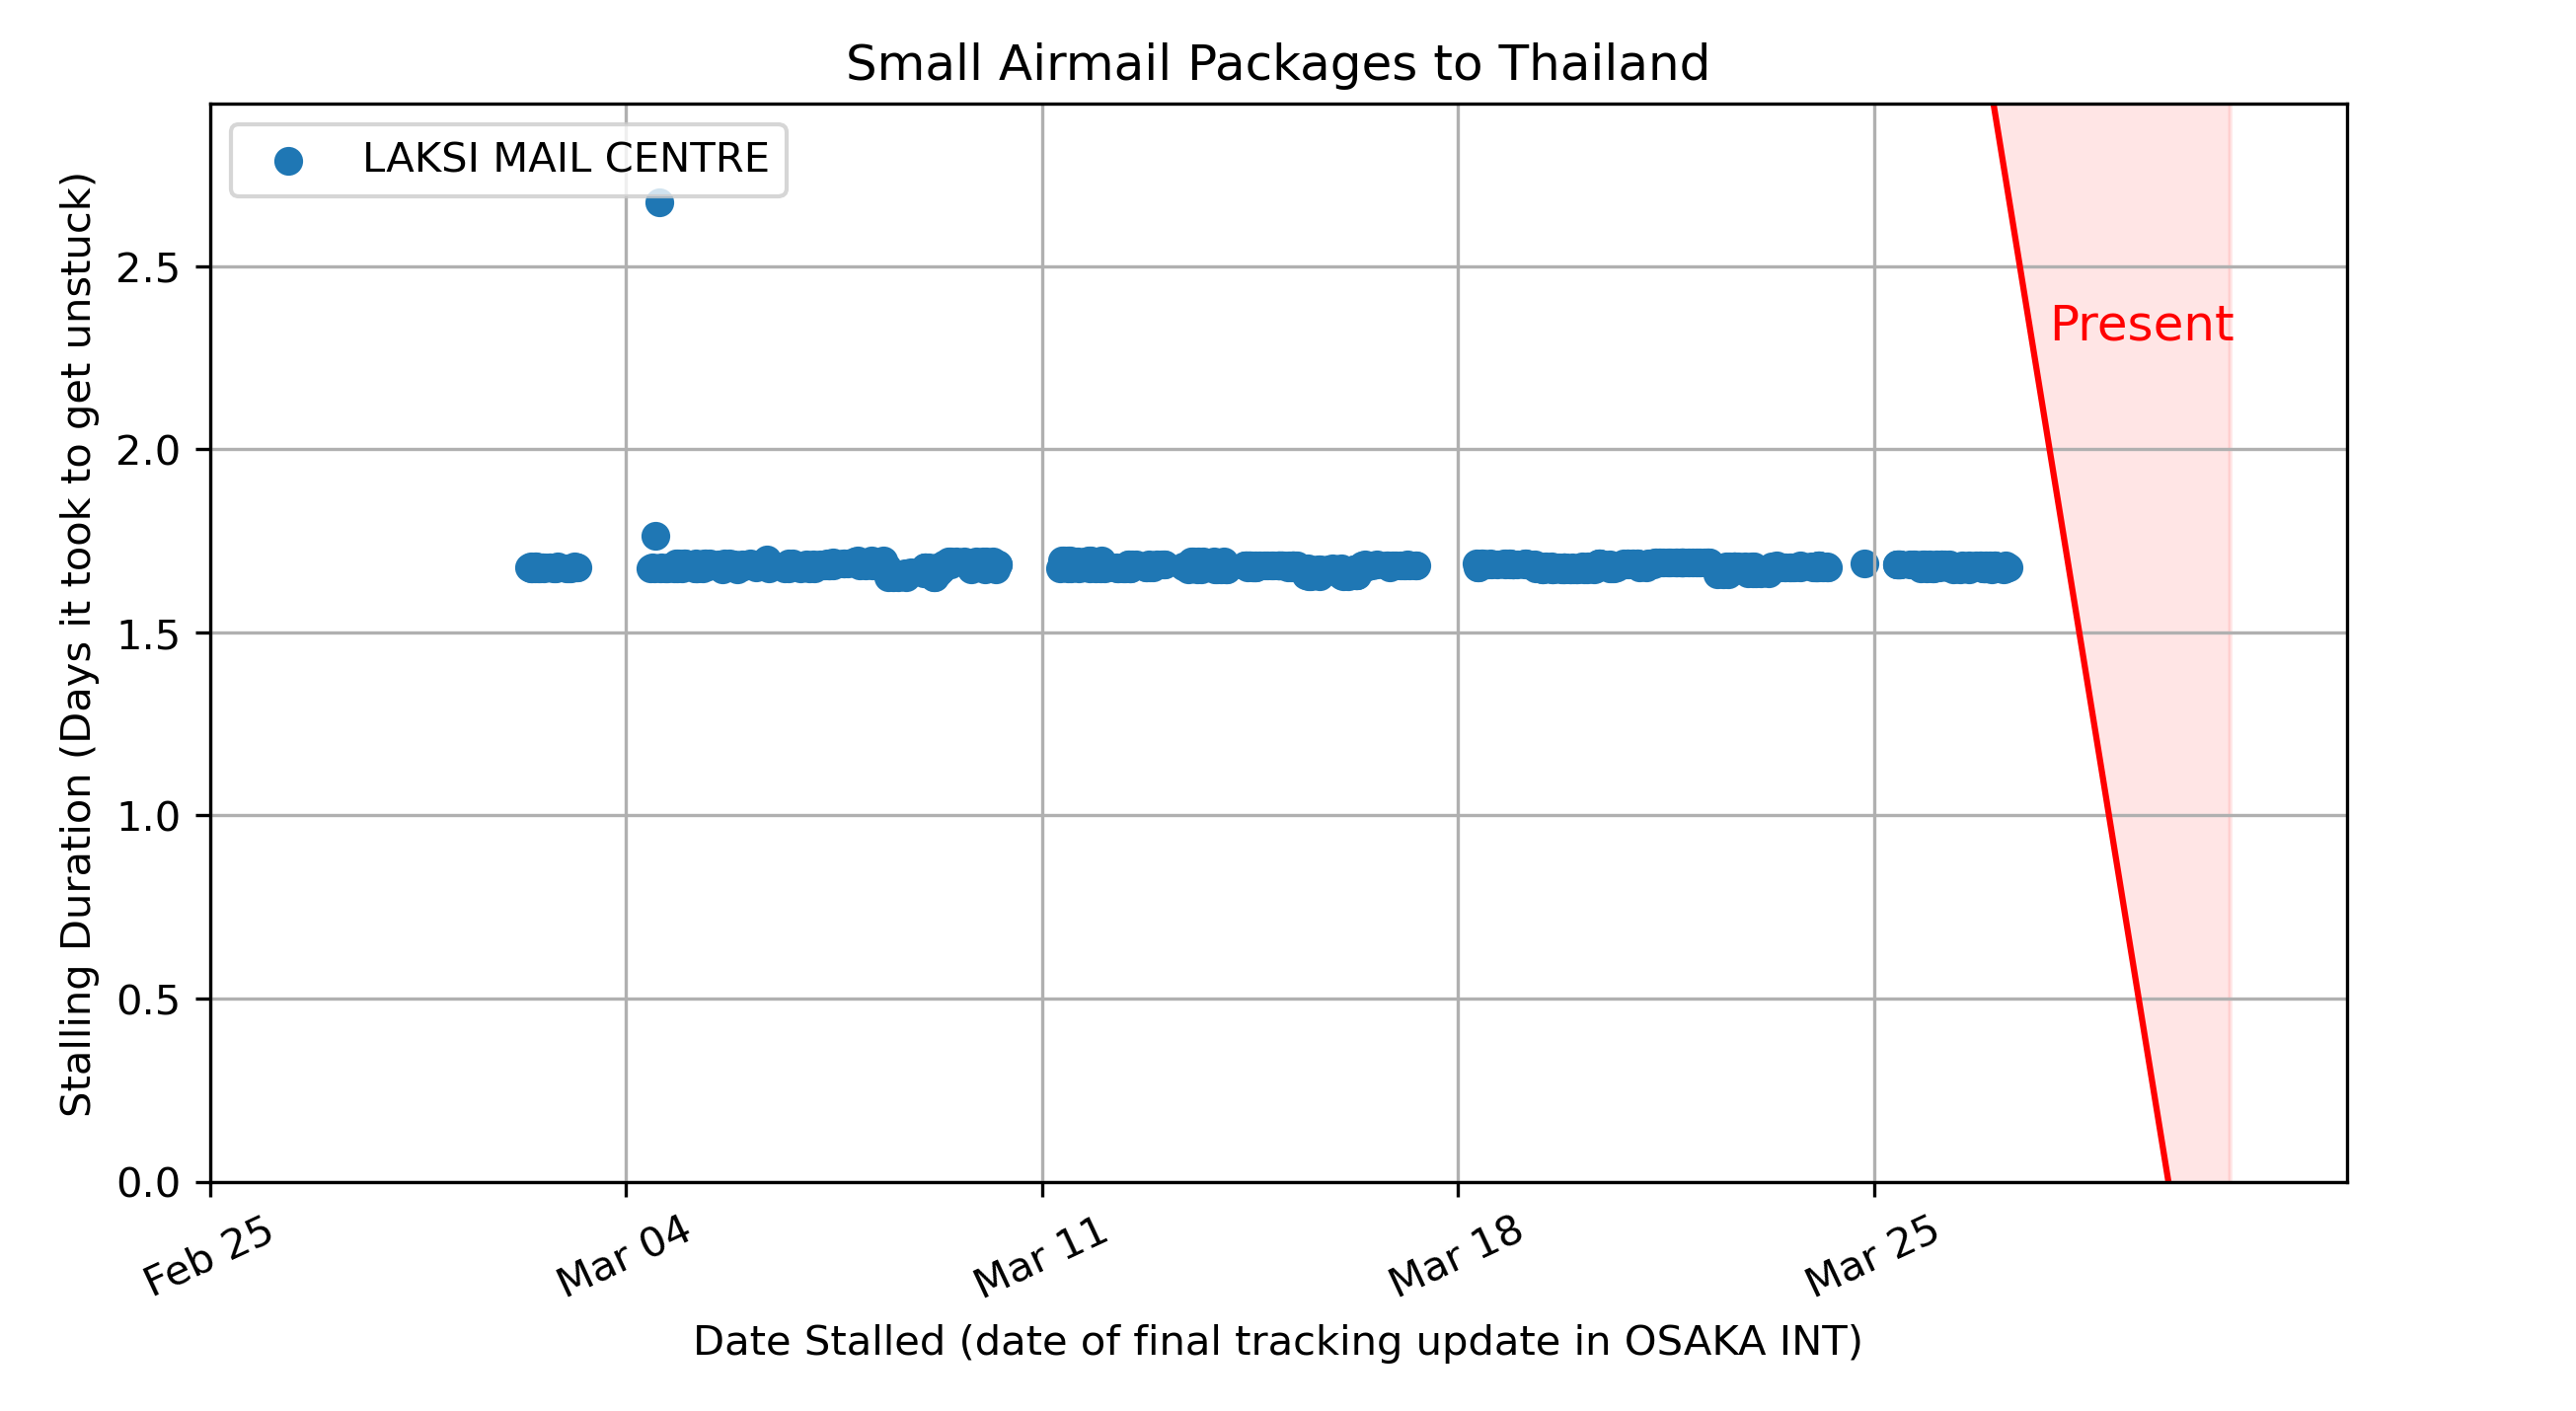 Small Airmail Packages to Thailand
LAKSI MAIL CENTRE
Present
Stalling Duration (Days it took to get unstuck)
2.5
2.0
1.5
1.0
0.5
0.0
Feb 25
Mar 04
Mar 11
Mar 18
Mar 25
Date Stalled (date of final tracking update in OSAKA INT)